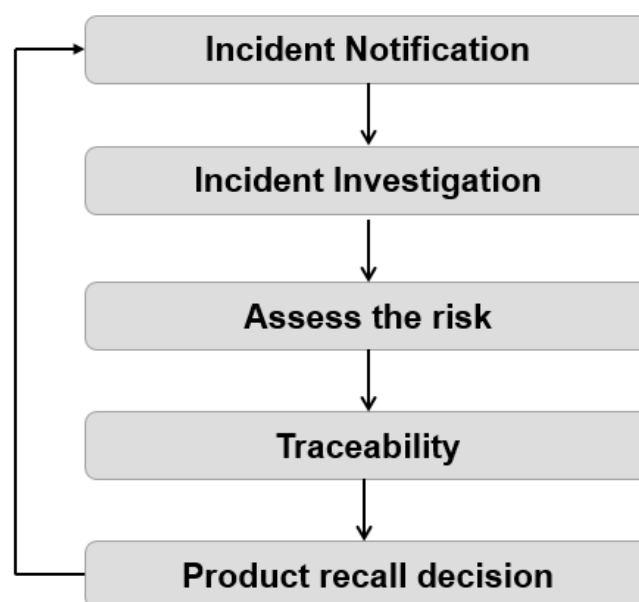 Incident Notification
Incident Investigation
Assess the risk
Traceability
Product recall decision